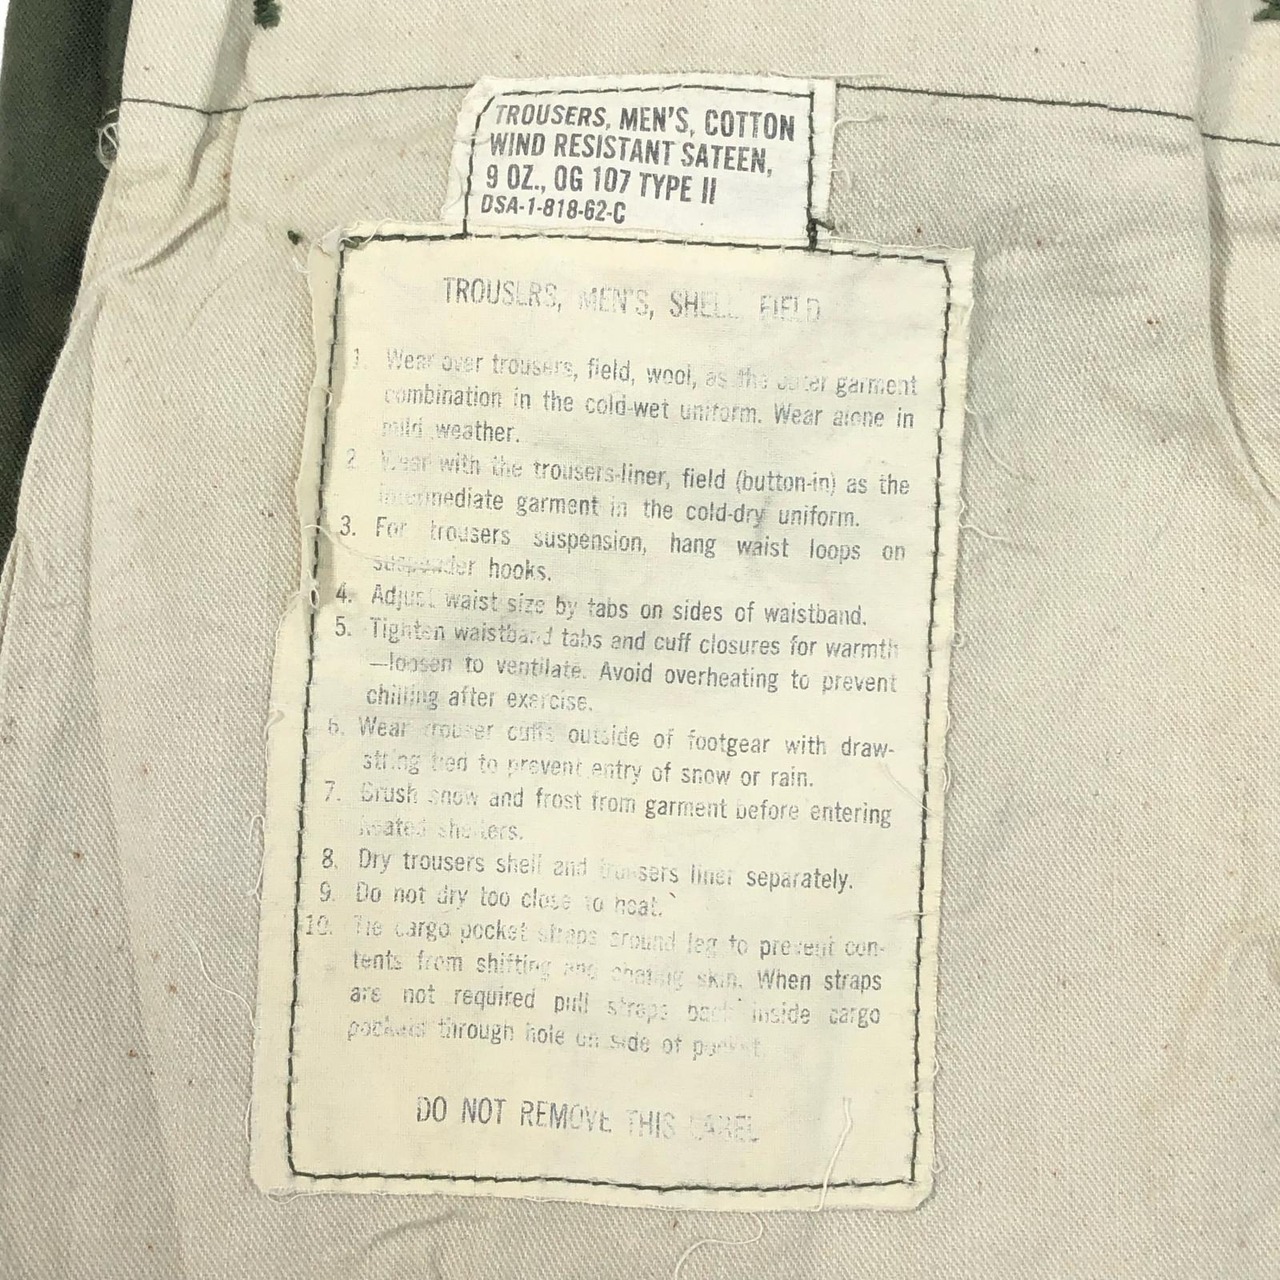 TROUSERS, MEN'S, COTTON
WIND RESISTANT SATEEN,
9 OZ., OG 107 TYPE II
DSA-1-818-62-C
TROUSERS, MEN'S, SHELL FIELD
1. Wear over trousers, field, wool, as the outer garment
combination in the cold-wet uniform. Wear alone in
mild weather.
2. Wear with the trousers-liner, field (button-in) as the
intermediate garment in the cold-dry uniform.
3. For trousers suspension, hang waist loops on
suspender hooks.
4. Adjust waist size by tabs on sides of waistband.
5. Tighten waistband tabs and cuff closures for warmth
—loosen to ventilate. Avoid overheating to prevent
chilling after exercise.
6. Wear trouser cuffs outside of footgear with draw-
string tied to prevent entry of snow or rain.
7. Brush snow and frost from garment before entering
heated shelters.
8. Dry trousers shell and trousers liner separately.
9. Do not dry too close to heat.
10. Tie cargo pocket straps around leg to prevent con-
tents from shifting and chafing skin. When straps
are not required pull straps back inside cargo
pockets through hole on side of pocket.
DO NOT REMOVE THIS LABEL